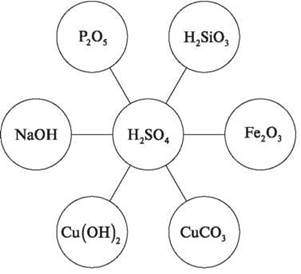 P₂O₅ H₂SiO₃
NaOH H₂SO₄ Fe₂O₃
Cu(OH)₂ CuCO₃